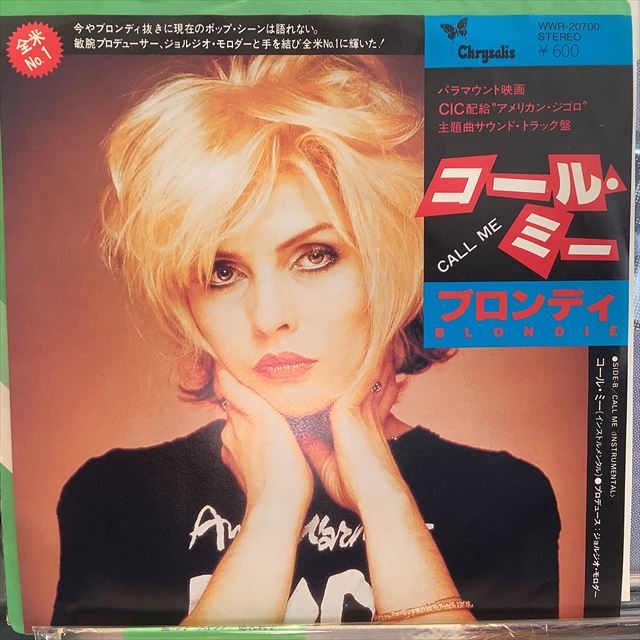 今やブロンディ抜きに現在のポップ・シーンは語れない。
敏腕プロデューサー、ジョルジオ・モロダーと手を結び全米No.1に輝いた!
全米
No.1
Chrysalis
WWR-20700
STEREO
¥600
パラマウント映画
CIC配給“アメリカン・ジゴロ”
主題曲サウンド・トラック盤
コール・
ミー
CALL ME
ブロンディ
BLONDIE
●SIDE-B/CALL ME 〈INSTRUMENTAL〉
コール・ミー〈インストルメンタル〉●プロデュース:ジョルジオ・モロダー